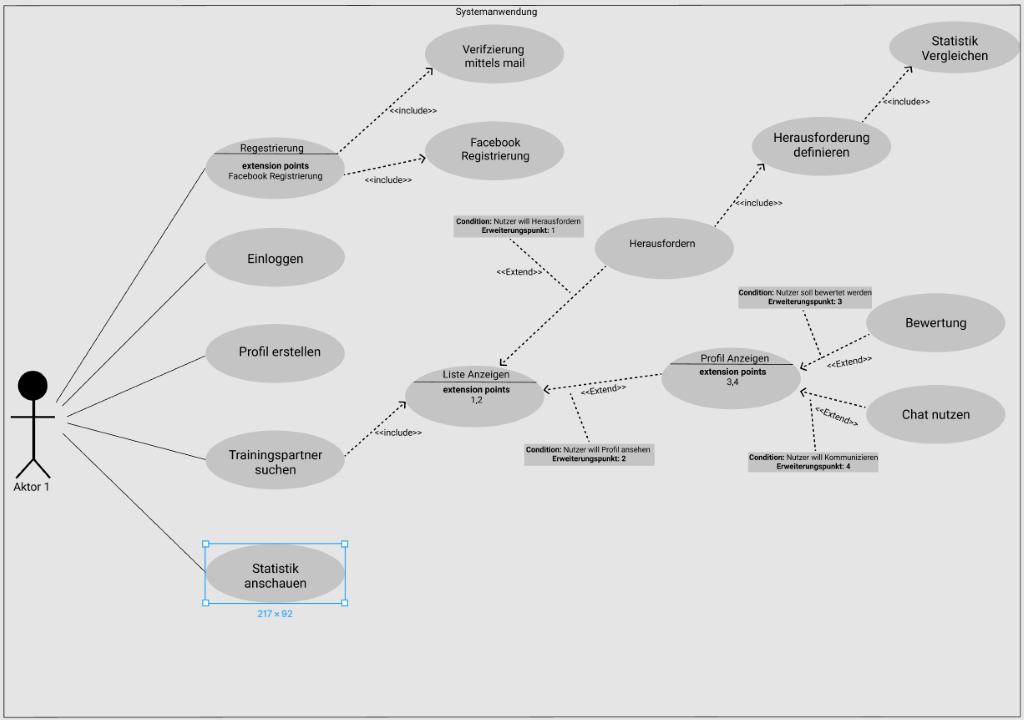 Systemanwendung
Verifzierung
mittels mail
Statistik
Vergleichen
<<include>>
<<include>>
Regestrierung
extension points
Facebook Registrierung
Facebook
Registrierung
<<include>>
Herausforderung
definieren
<<include>>
Condition: Nutzer will Herausfordern
Erweiterungspunkt: 1
Herausfordern
Einloggen
<<Extend>>
Condition: Nutzer soll bewertet werden
Erweiterungspunkt: 3
Bewertung
Profil erstellen
Profil Anzeigen
extension points
3,4
<<Extend>>
Liste Anzeigen
extension points
1,2
<<Extend>>
<<Extend>>
Chat nutzen
<<include>>
Trainingspartner
suchen
Condition: Nutzer will Profil ansehen
Erweiterungspunkt: 2
Condition: Nutzer will Kommunizieren
Erweiterungspunkt: 4
Aktor 1
Statistik
anschauen
217 × 92